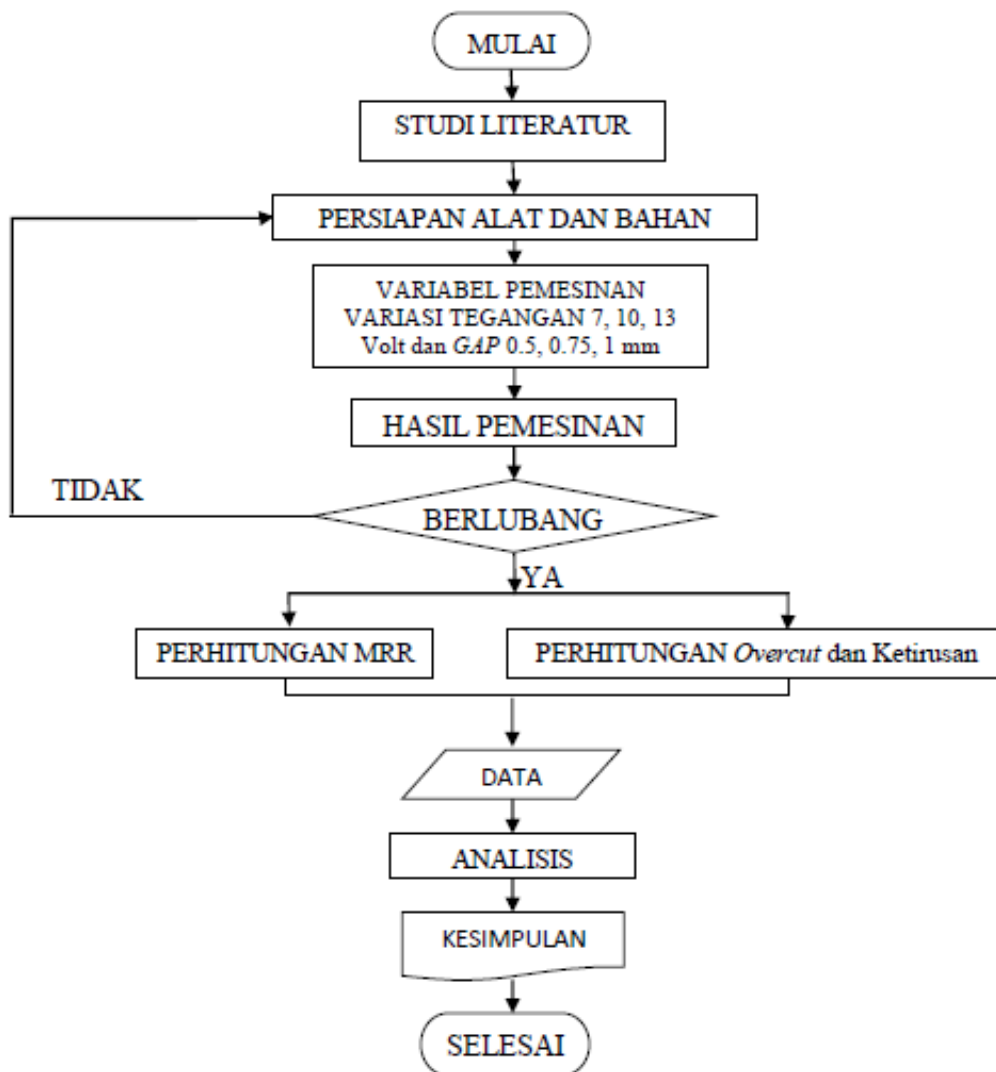 MULAI
STUDI LITERATUR
PERSIAPAN ALAT DAN BAHAN
VARIABEL PEMESINAN
VARIASI TEGANGAN 7, 10, 13
Volt dan GAP 0.5, 0.75, 1 mm
HASIL PEMESINAN
TIDAK
BERLUBANG
YA
PERHITUNGAN MRR
PERHITUNGAN Overcut dan Ketirusan
DATA
ANALISIS
KESIMPULAN
SELESAI